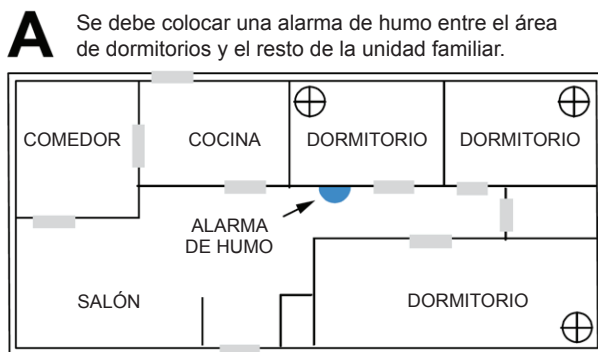 A
Se debe colocar una alarma de humo entre el área
de dormitorios y el resto de la unidad familiar.
COMEDOR
COCINA
DORMITORIO
DORMITORIO
ALARMA
DE HUMO
SALÓN
DORMITORIO